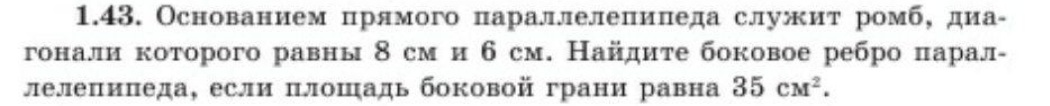 1.43. Основанием прямого параллелепипеда служит ромб, диа-
гонали которого равны 8 см и 6 см. Найдите боковое ребро парал-
лелепипеда, если площадь боковой грани равна 35 см².